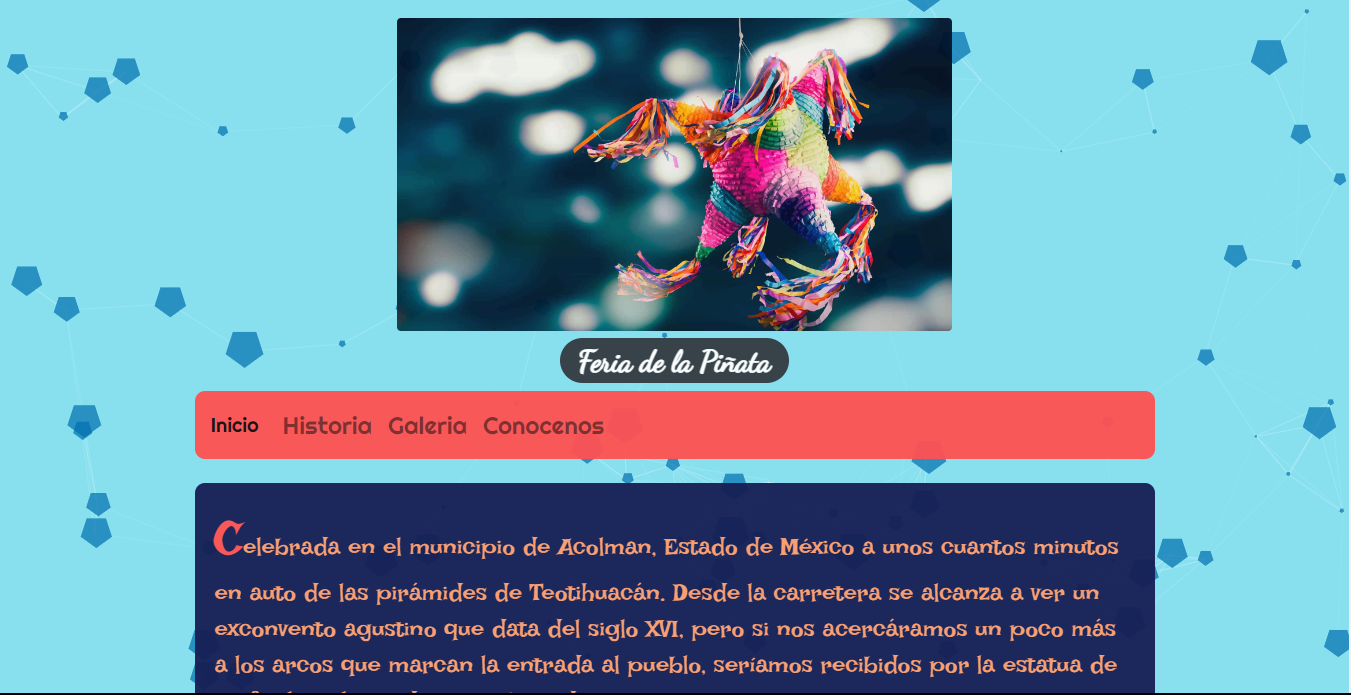 Feria de la Piñata
Inicio Historia Galeria Conocenos
Celebrada en el municipio de Acolman, Estado de México a unos cuantos minutos
en auto de las pirámides de Teotihuacán. Desde la carretera se alcanza a ver un
exconvento agustino que data del siglo XVI, pero si nos acercáramos un poco más
a los arcos que marcan la entrada al pueblo, seríamos recibidos por la estatua de